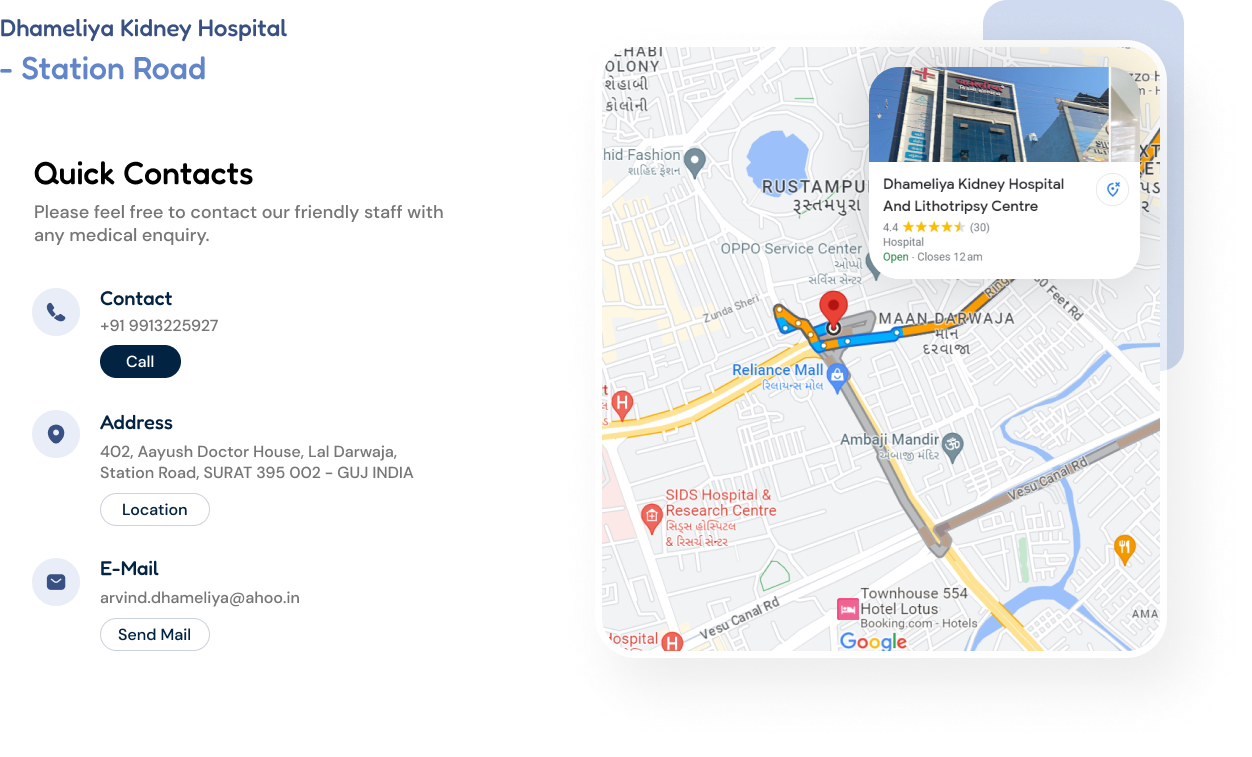 Dhameliya Kidney Hospital
- Station Road
Quick Contacts
Please feel free to contact our friendly staff with
any medical enquiry.
Contact
+91 9913225927
Call
Address
402, Aayush Doctor House, Lal Darwaja,
Station Road, SURAT 395 002 - GUJ INDIA
Location
E-Mail
arvind.dhameliya@ahoo.in
Send Mail
OLONY
શેહાબી
કોલોની
hid Fashion
શાહિદ ફેશન
RUSTAMPU
રૂસ્તમપુરા
Dhameliya Kidney Hospital
And Lithotripsy Centre
4.4 (30)
Hospital
Open · Closes 12 am
OPPO Service Center
ઓપ્પો
સર્વિસ સેન્ટર
Zunda Sheri
Ring
00 Feet Rd
MAAN DARWAJA
માન
દરવાજા
Reliance Mall
રિલાયન્સ મોલ
H
Ambaji Mandir
અંબાજી મંદિર
Vesu Canal Rd
SIDS Hospital &
Research Centre
સિડ્સ હોસ્પિટલ
& રિસર્ચ સેન્ટર
Townhouse 554
Hotel Lotus
Booking.com - Hotels
AMA
Vesu Canal Rd
Hospital
H
Google